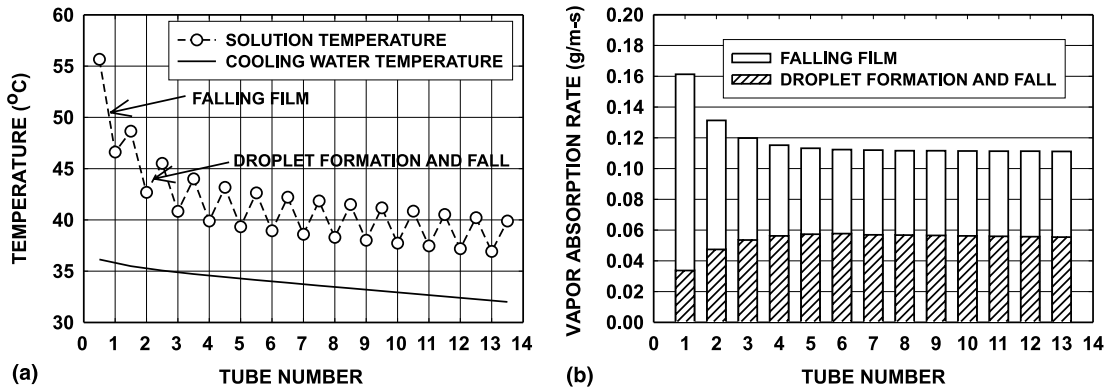 60
55
50
45
40
35
30
TEMPERATURE (°C)
SOLUTION TEMPERATURE
COOLING WATER TEMPERATURE
FALLING FILM
DROPLET FORMATION AND FALL
0 1 2 3 4 5 6 7 8 9 10 11 12 13 14
(a) TUBE NUMBER
0.20
0.18
0.16
0.14
0.12
0.10
0.08
0.06
0.04
0.02
0.00
VAPOR ABSORPTION RATE (g/m-s)
FALLING FILM
DROPLET FORMATION AND FALL
0 1 2 3 4 5 6 7 8 9 10 11 12 13 14
(b) TUBE NUMBER